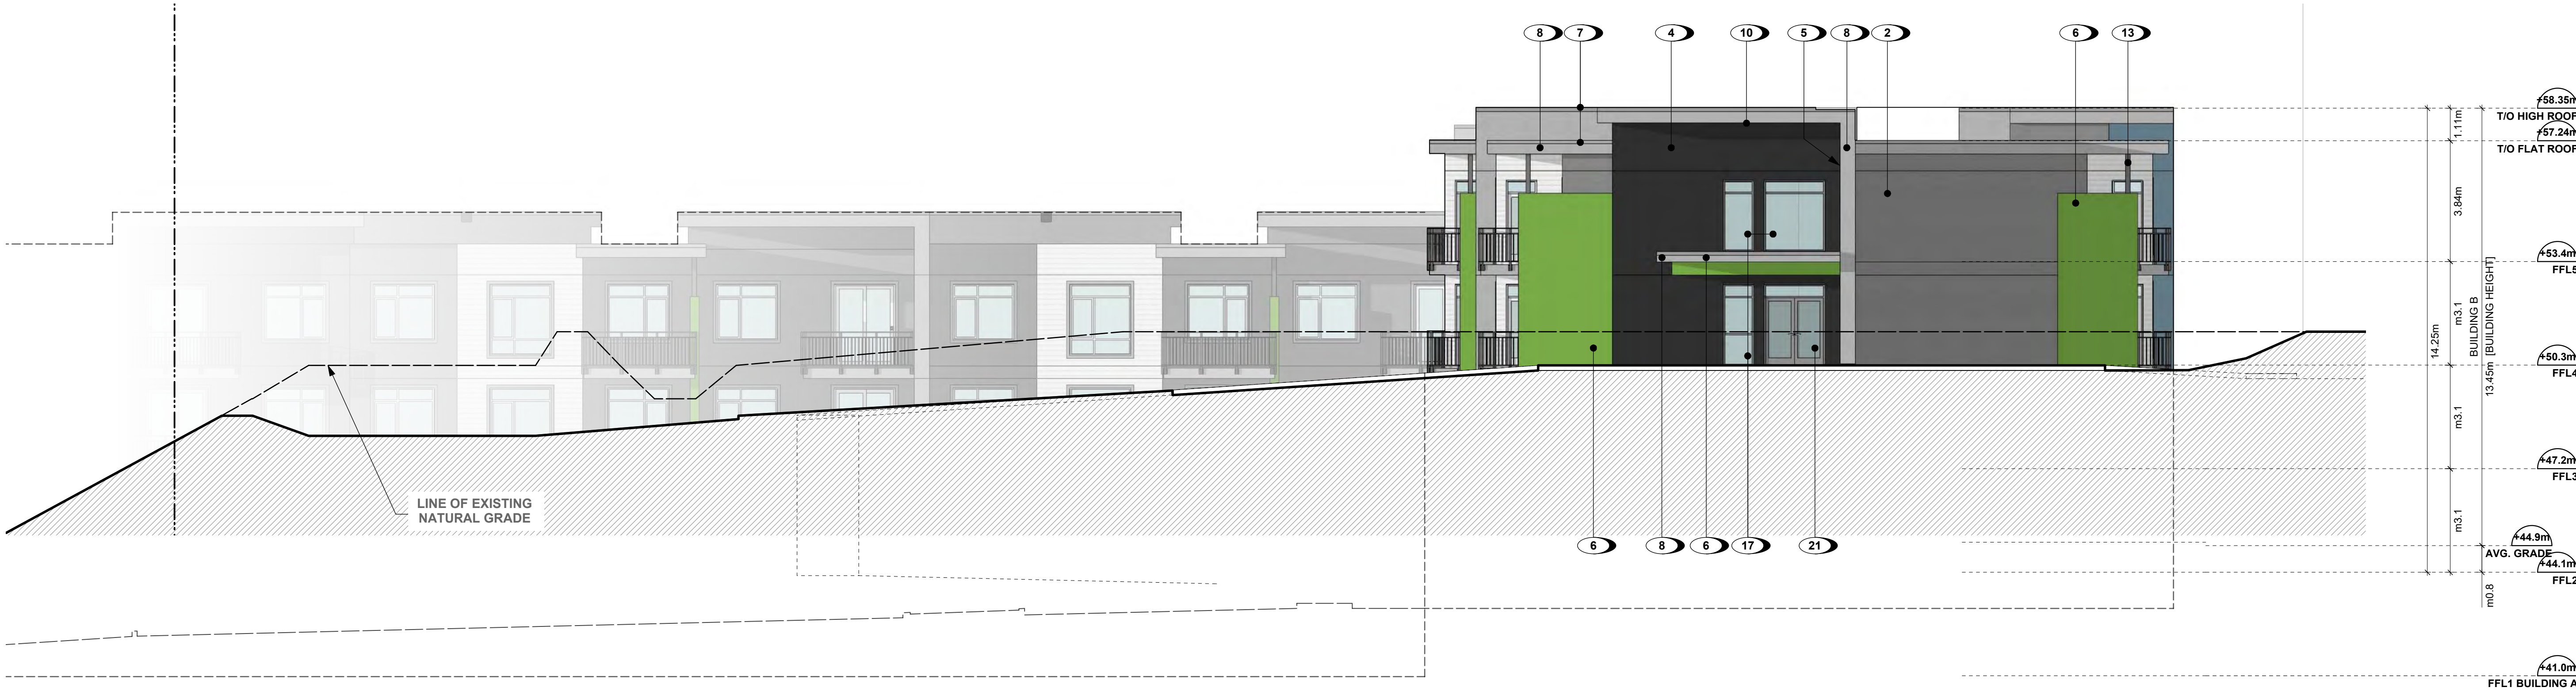 8 7 4 10 5 8 2 6 13
+58.35m
T/O HIGH ROOF
+57.24m
T/O FLAT ROOF
1.11m
3.84m
+53.4m
FFL5
m3.1
BUILDING B
13.45m [BUILDING HEIGHT]
14.25m
+50.3m
FFL4
m3.1
+47.2m
FFL3
m3.1
LINE OF EXISTING
NATURAL GRADE
6 8 6 17 21
+44.9m
AVG. GRADE
+44.1m
FFL2
m0.8
+41.0m
FFL1 BUILDING A